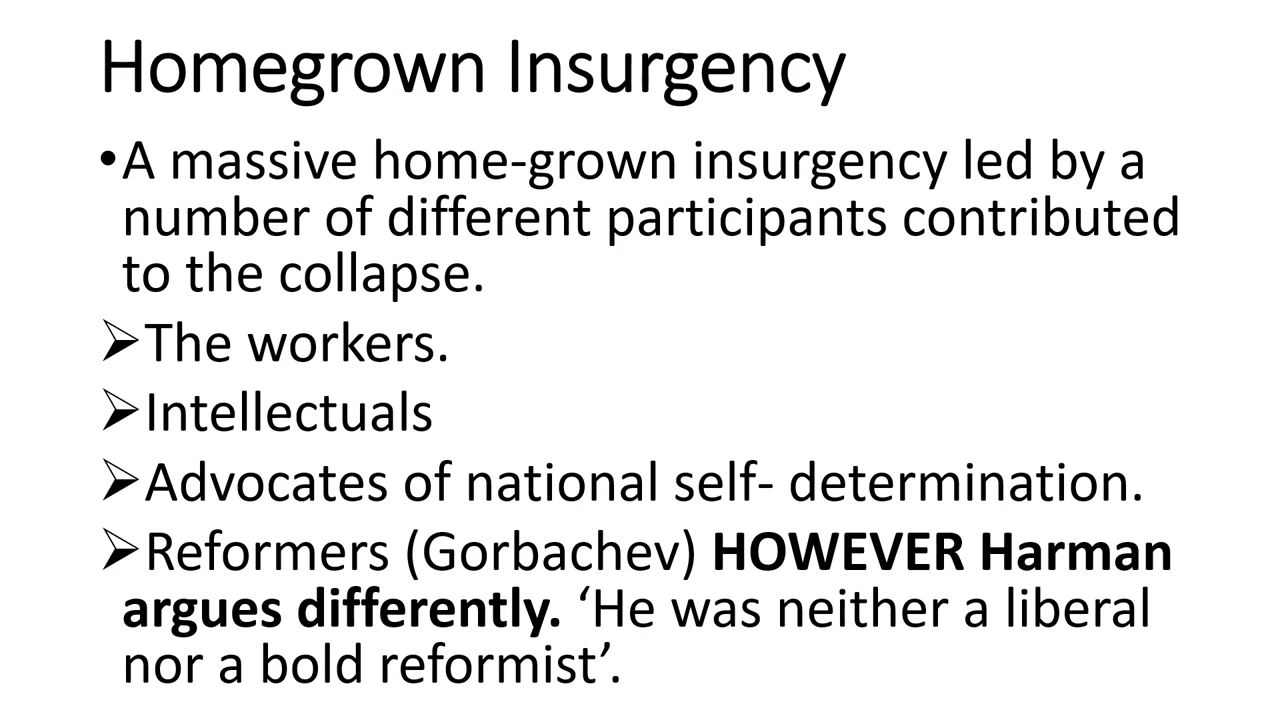 Homegrown Insurgency
•A massive home-grown insurgency led by a
number of different participants contributed
to the collapse.
➢The workers.
➢Intellectuals
➢Advocates of national self- determination.
➢Reformers (Gorbachev) HOWEVER Harman
argues differently. ‘He was neither a liberal
nor a bold reformist’.